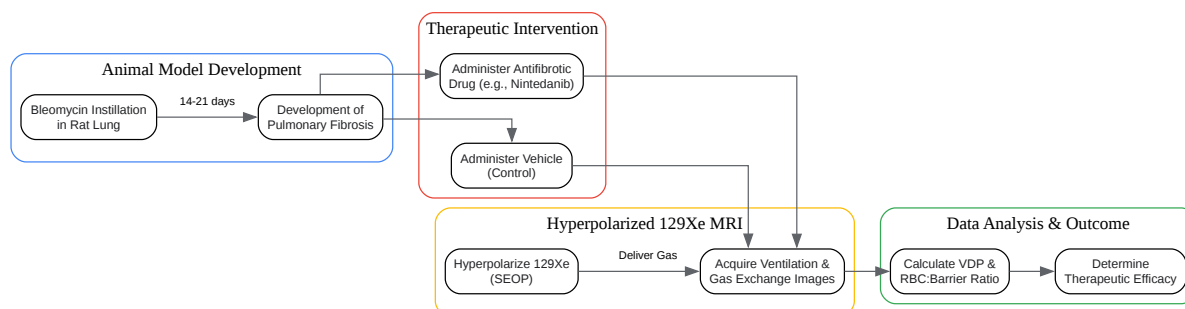 Therapeutic Intervention
Animal Model Development
Administer Antifibrotic
Drug (e.g., Nintedanib)
Bleomycin Instillation
in Rat Lung
14-21 days
Development of
Pulmonary Fibrosis
Administer Vehicle
(Control)
Hyperpolarized 129Xe MRI
Data Analysis & Outcome
Hyperpolarize 129Xe
(SEOP)
Deliver Gas
Acquire Ventilation &
Gas Exchange Images
Calculate VDP &
RBC:Barrier Ratio
Determine
Therapeutic Efficacy